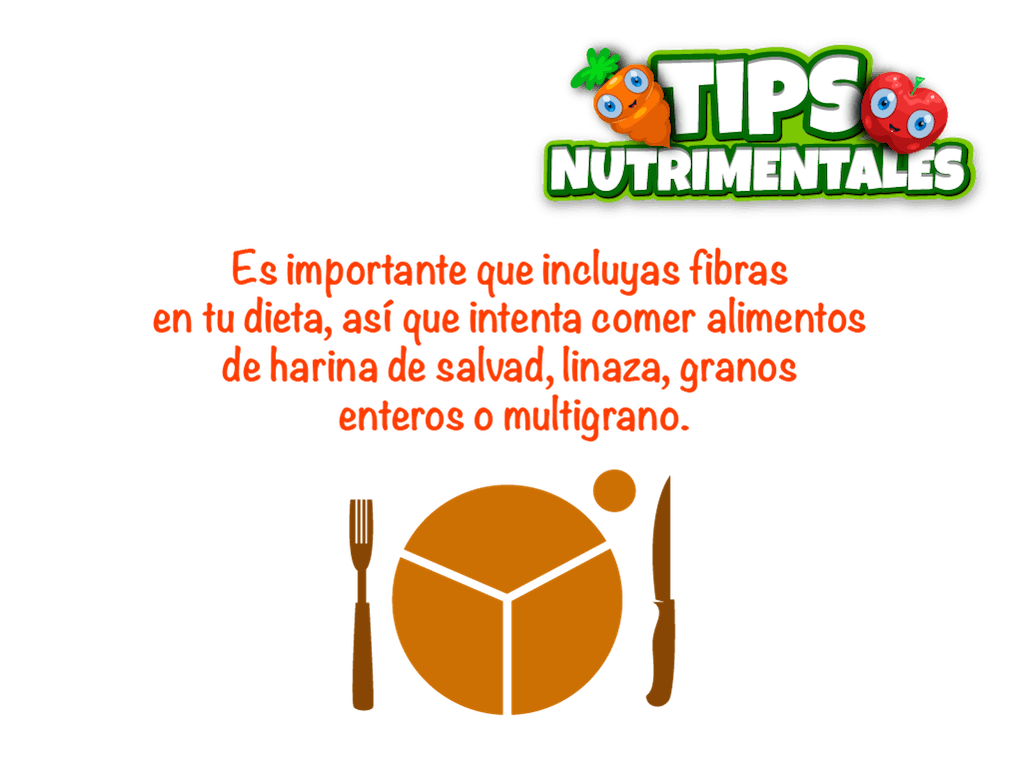 TIPS
NUTRIMENTALES
Es importante que incluyas fibras
en tu dieta, así que intenta comer alimentos
de harina de salvad, linaza, granos
enteros o multigrano.